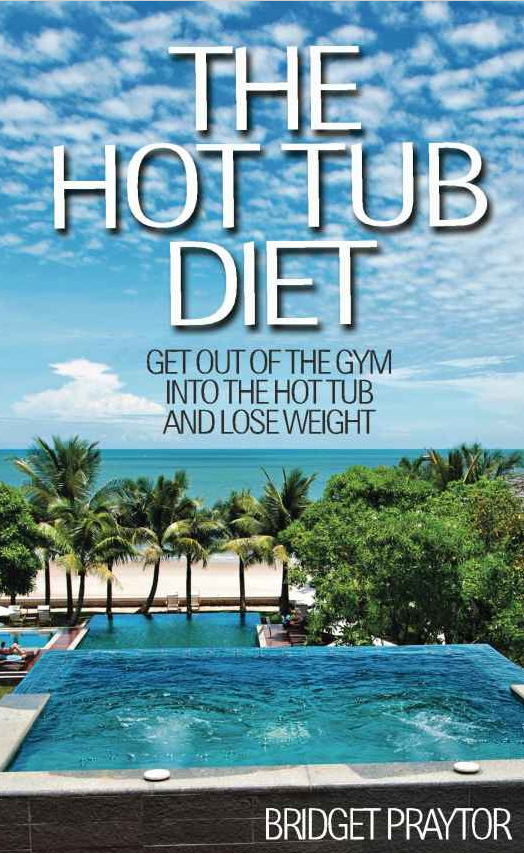 THE
HOT TUB
DIET
GET OUT OF THE GYM
INTO THE HOT TUB
AND LOSE WEIGHT
BRIDGET PRAYTOR